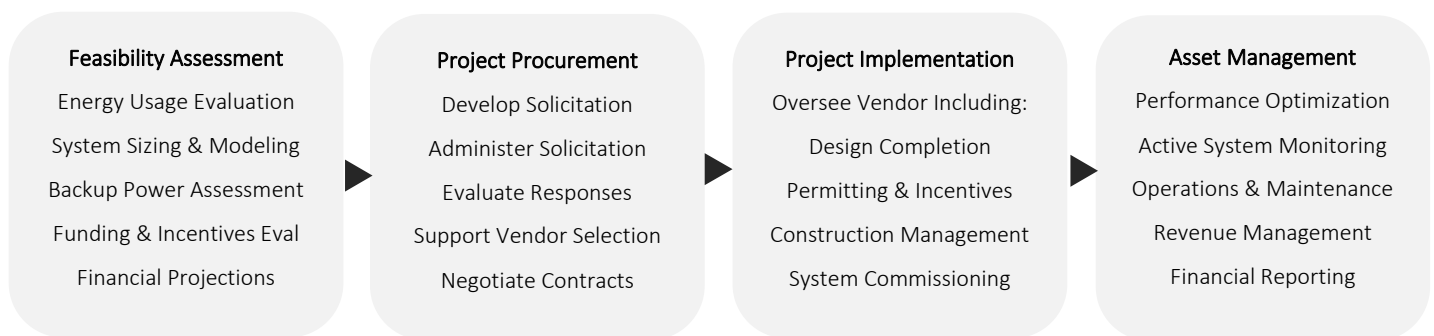 Feasibility Assessment
Energy Usage Evaluation
System Sizing & Modeling
Backup Power Assessment
Funding & Incentives Eval
Financial Projections
Project Procurement
Develop Solicitation
Administer Solicitation
Evaluate Responses
Support Vendor Selection
Negotiate Contracts
Project Implementation
Oversee Vendor Including:
Design Completion
Permitting & Incentives
Construction Management
System Commissioning
Asset Management
Performance Optimization
Active System Monitoring
Operations & Maintenance
Revenue Management
Financial Reporting